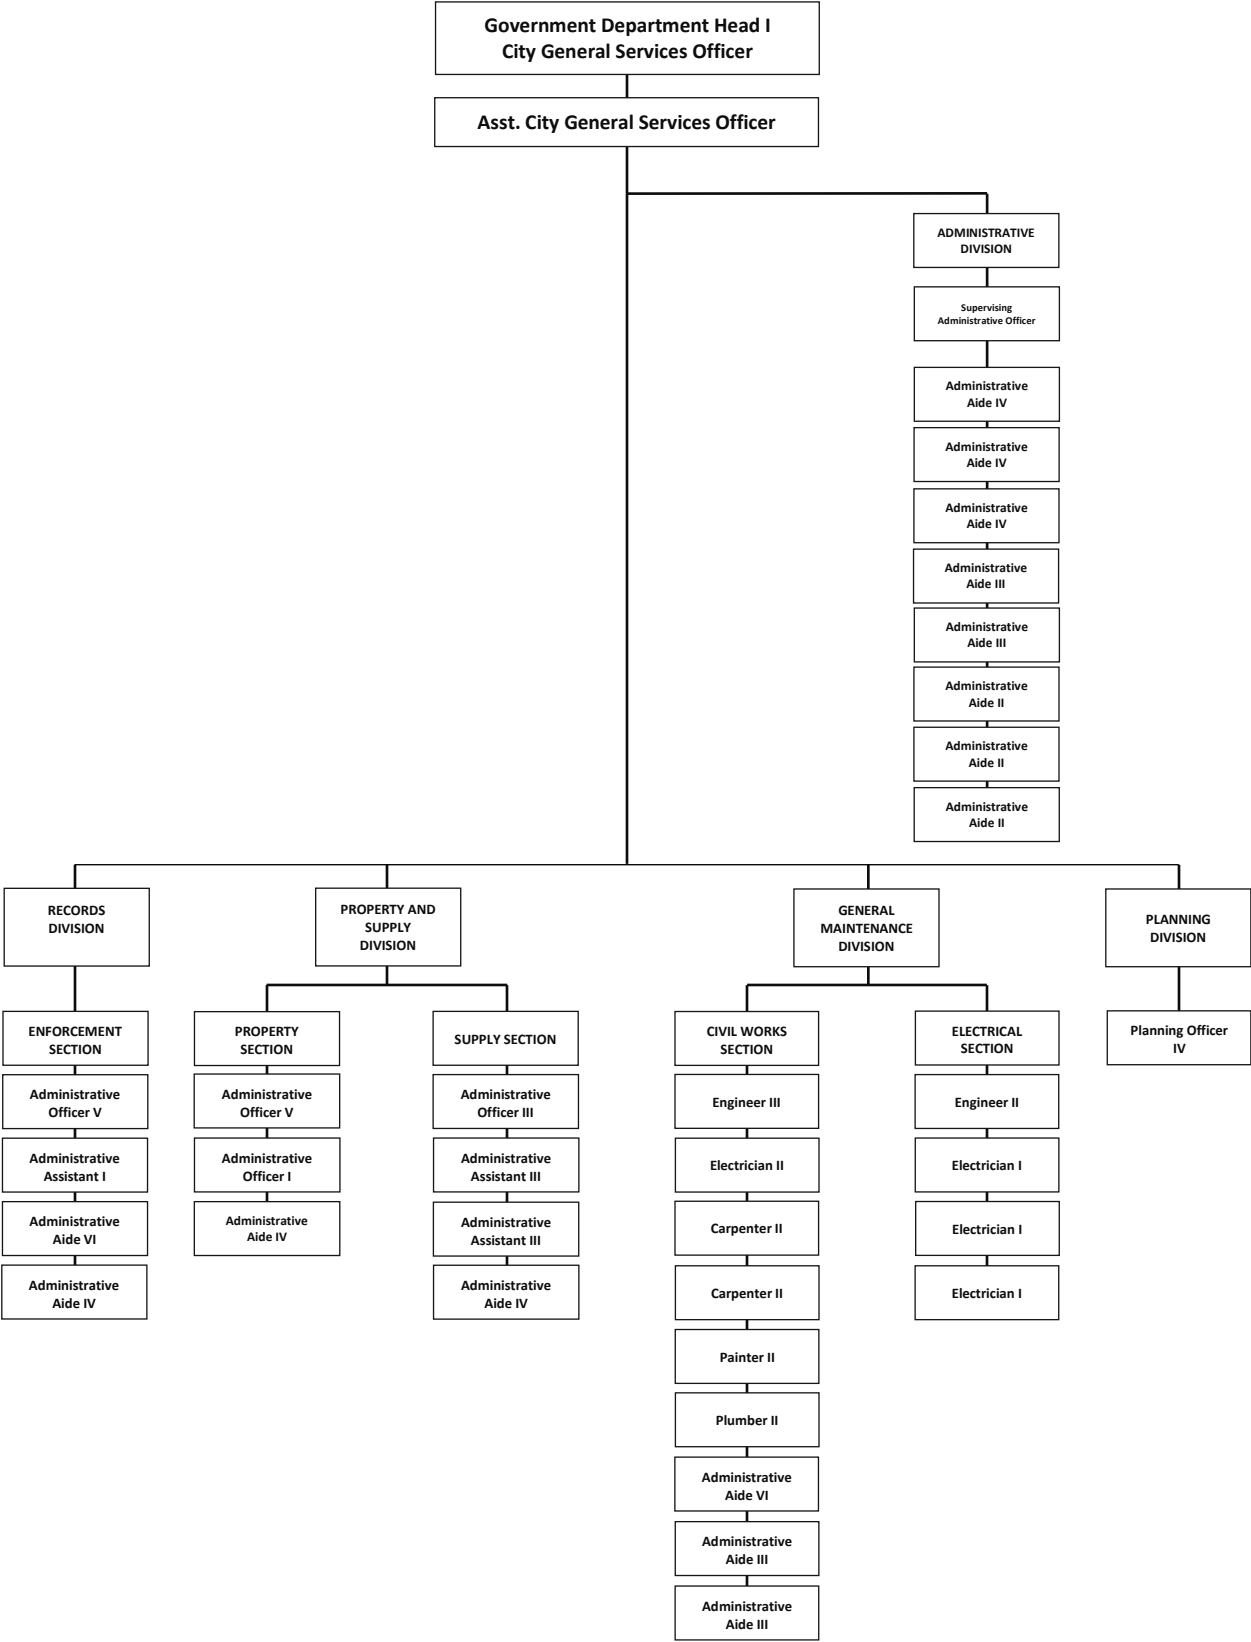 Government Department Head I
City General Services Officer
Asst. City General Services Officer
ADMINISTRATIVE
DIVISION
Supervising
Administrative Officer
Administrative
Aide IV
Administrative
Aide IV
Administrative
Aide IV
Administrative
Aide III
Administrative
Aide III
Administrative
Aide II
Administrative
Aide II
Administrative
Aide II
RECORDS
DIVISION
ENFORCEMENT
SECTION
Administrative
Officer V
Administrative
Assistant I
Administrative
Aide VI
Administrative
Aide IV
PROPERTY AND
SUPPLY
DIVISION
PROPERTY
SECTION
Administrative
Officer V
Administrative
Officer I
Administrative
Aide IV
SUPPLY SECTION
Administrative
Officer III
Administrative
Assistant III
Administrative
Assistant III
Administrative
Aide IV
GENERAL
MAINTENANCE
DIVISION
CIVIL WORKS
SECTION
Engineer III
Electrician II
Carpenter II
Carpenter II
Painter II
Plumber II
Administrative
Aide VI
Administrative
Aide III
Administrative
Aide III
ELECTRICAL
SECTION
Engineer II
Electrician I
Electrician I
Electrician I
PLANNING
DIVISION
Planning Officer
IV